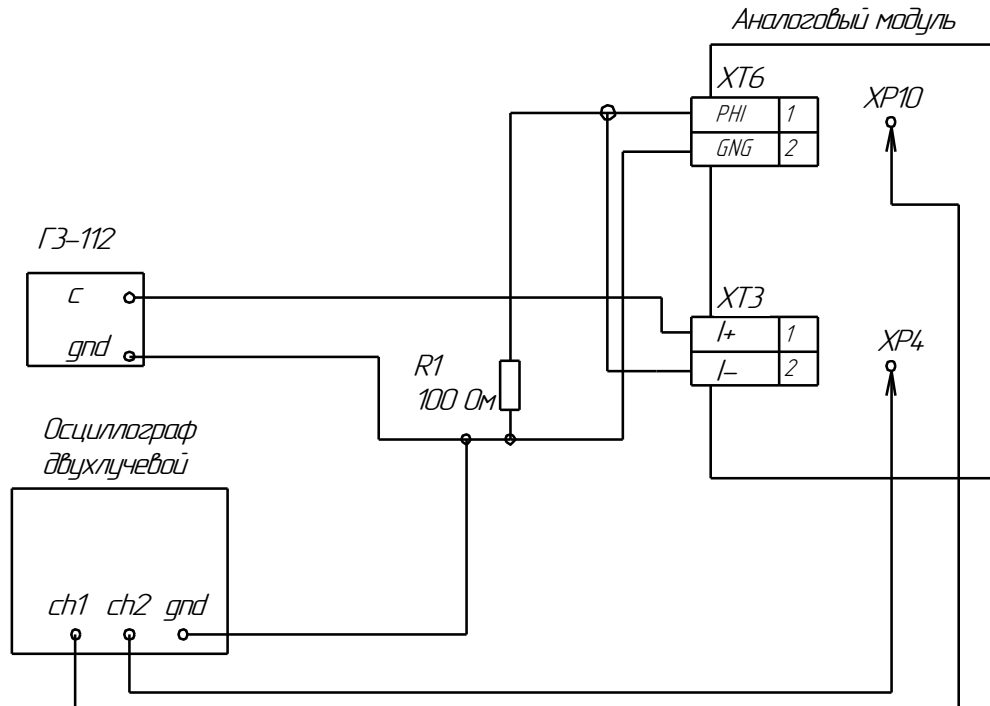 Аналоговый модуль
XT6
XP10
PHI 1
GNG 2
Г3-112
c
gnd
XT3
I+ 1
I- 2
XP4
R1
100 Ом
Осциллограф
двухлучевой
ch1 ch2 gnd